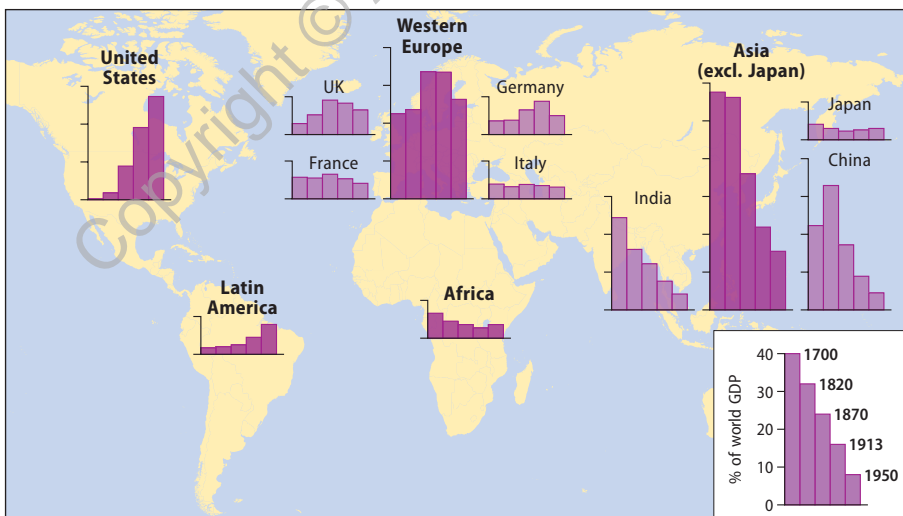 Copyright ©
United
States
Western
Europe
UK
Germany
France
Italy
Asia
(excl. Japan)
Japan
India
China
Latin
America
Africa
% of world GDP
40
30
20
10
0
1700
1820
1870
1913
1950